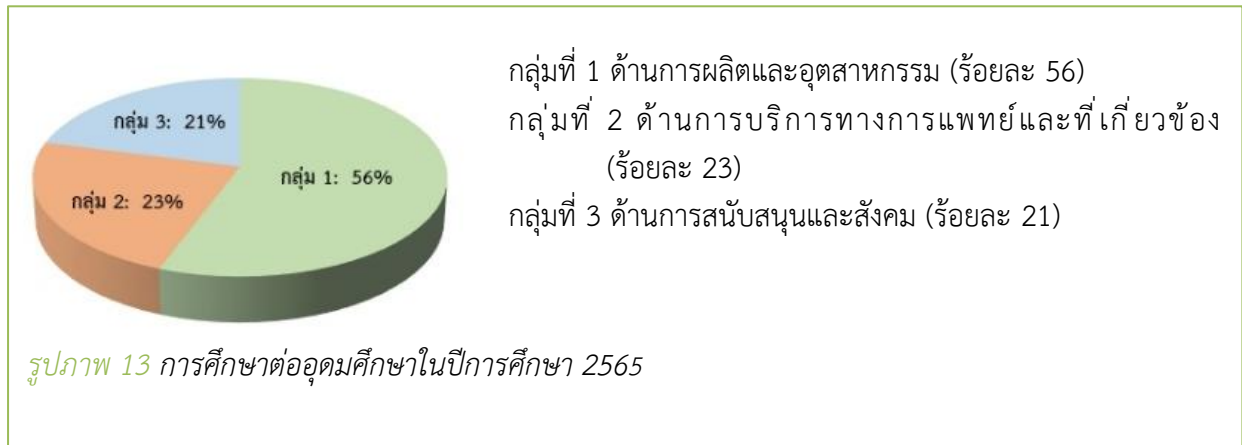 กลุ่ม 3: 21%
กลุ่ม 1: 56%
กลุ่ม 2: 23%
กลุ่มที่ 1 ด้านการผลิตและอุตสาหกรรม (ร้อยละ 56)
กลุ่มที่ 2 ด้านการบริการทางการแพทย์และที่เกี่ยวข้อง
(ร้อยละ 23)
กลุ่มที่ 3 ด้านการสนับสนุนและสังคม (ร้อยละ 21)
รูปภาพ 13 การศึกษาต่ออุดมศึกษาในปีการศึกษา 2565